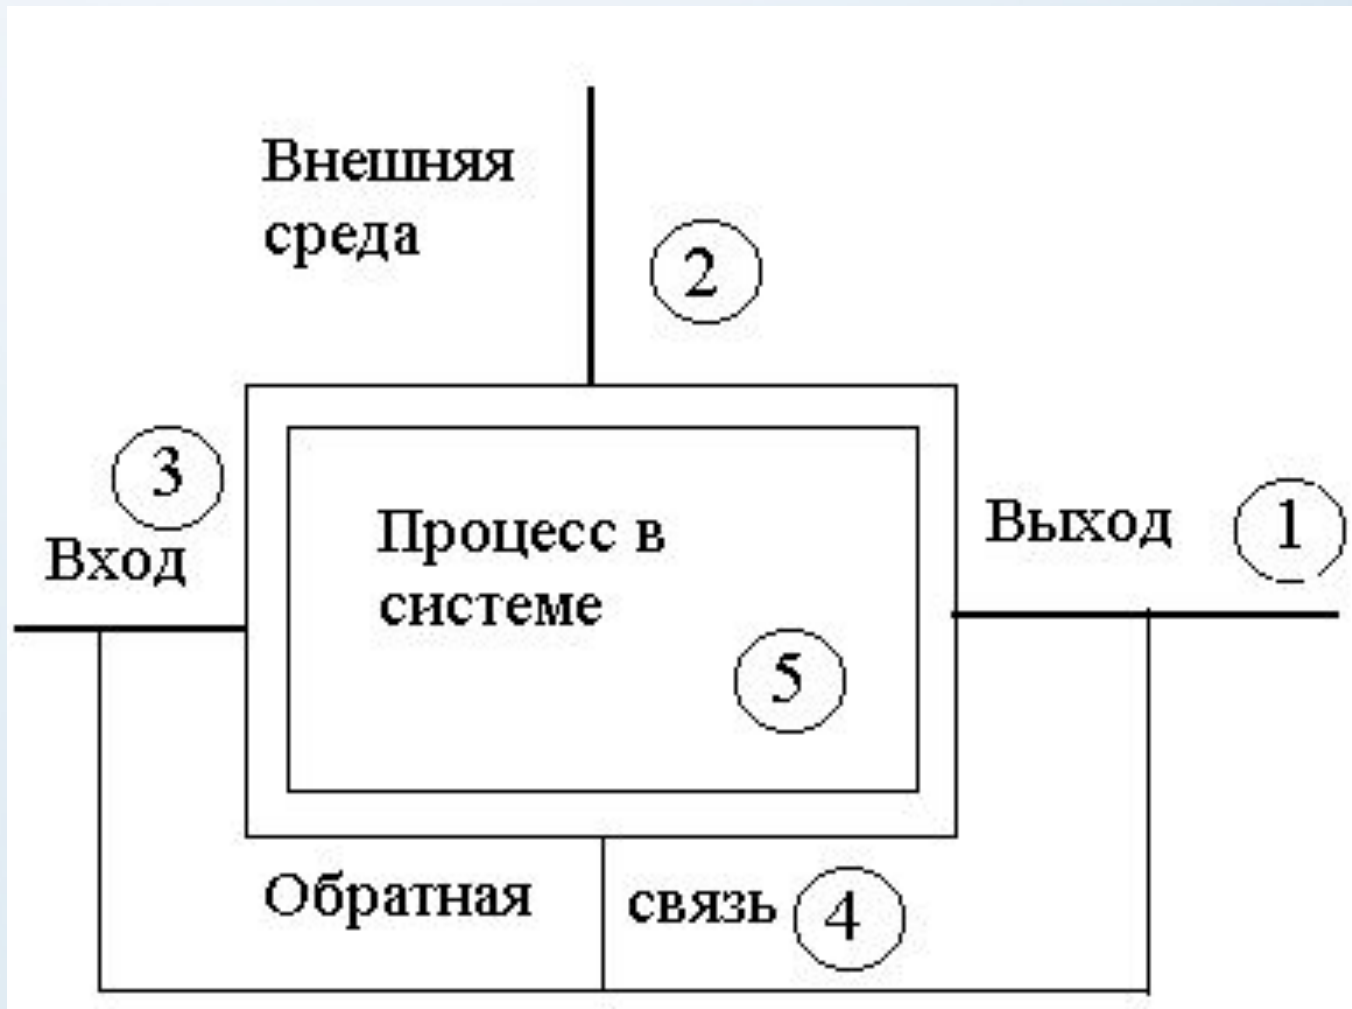 Внешняя
среда
2
3
Вход
Процесс в
системе
5
Выход
1
Обратная связь 4